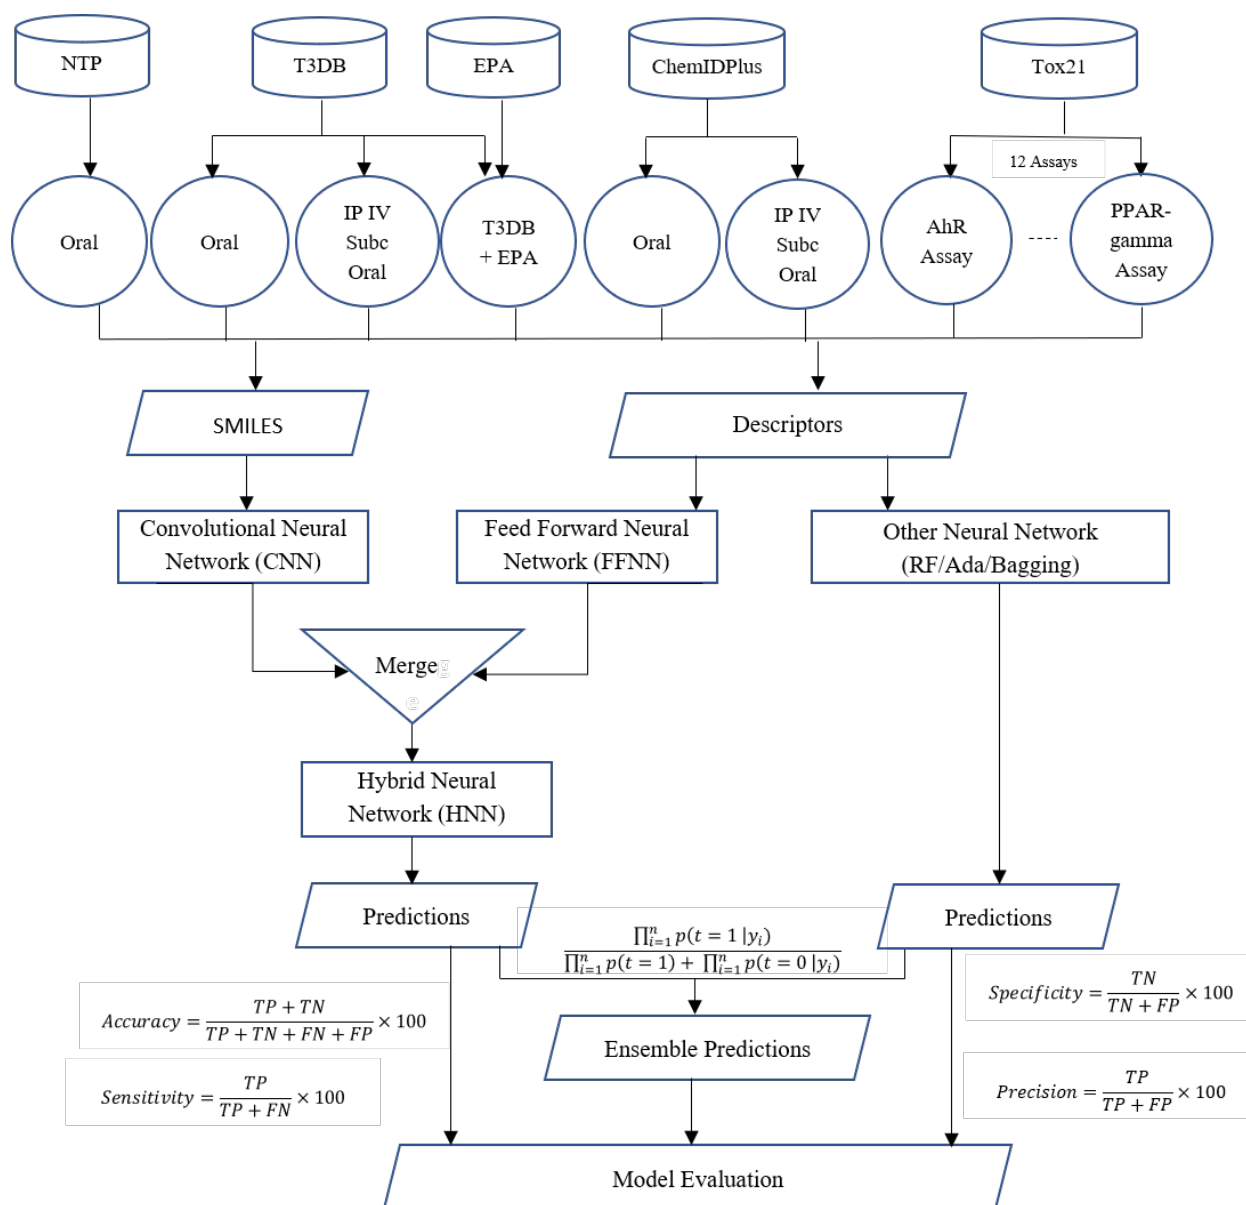 NTP
T3DB
EPA
ChemIDPlus
Tox21
12 Assays
Oral
Oral
IP IV
Subc
Oral
T3DB
+ EPA
Oral
IP IV
Subc
Oral
AhR
Assay
----
PPAR-
gamma
Assay
SMILES
Descriptors
Convolutional Neural
Network (CNN)
Feed Forward Neural
Network (FFNN)
Other Neural Network
(RF/Ada/Bagging)
Merge
g
e
Hybrid Neural
Network (HNN)
Predictions
Predictions
∏ⁿᵢ₌₁ p(t = 1 |yᵢ)
∏ⁿᵢ₌₁ p(t = 1) + ∏ⁿᵢ₌₁ p(t = 0 |yᵢ)
Accuracy = (TP + TN) / (TP + TN + FN + FP) × 100
Specificity = TN / (TN + FP) × 100
Ensemble Predictions
Sensitivity = TP / (TP + FN) × 100
Precision = TP / (TP + FP) × 100
Model Evaluation